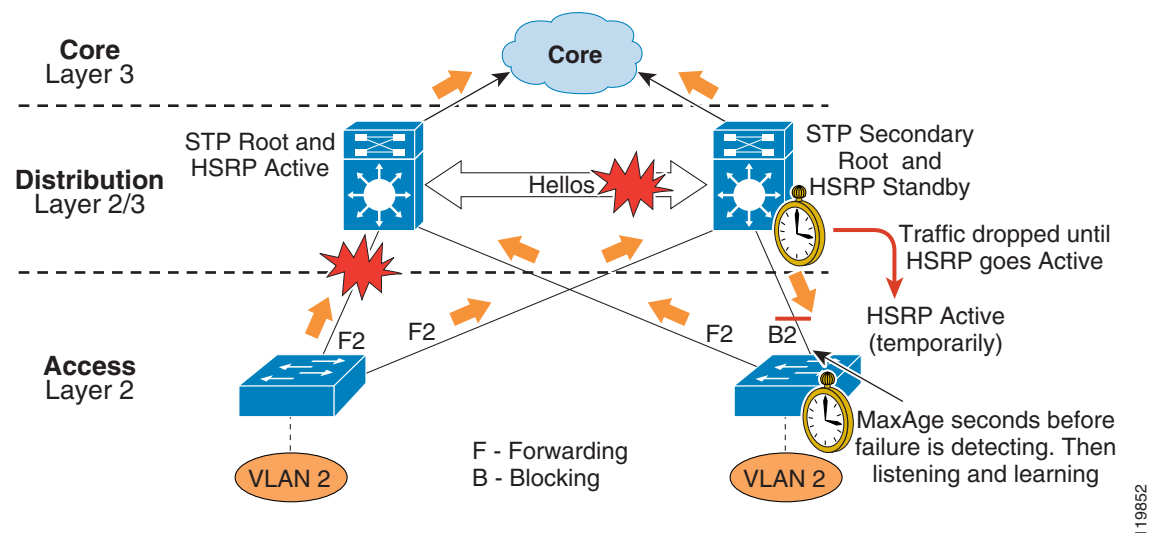 Core
Layer 3
Core
STP Root and
HSRP Active
STP Secondary
Root and
HSRP Standby
Distribution
Layer 2/3
Hellos
Traffic dropped until
HSRP goes Active
HSRP Active
(temporarily)
F2
F2
F2
B2
Access
Layer 2
MaxAge seconds before
failure is detecting. Then
listening and learning
F - Forwarding
B - Blocking
VLAN 2
VLAN 2
119852